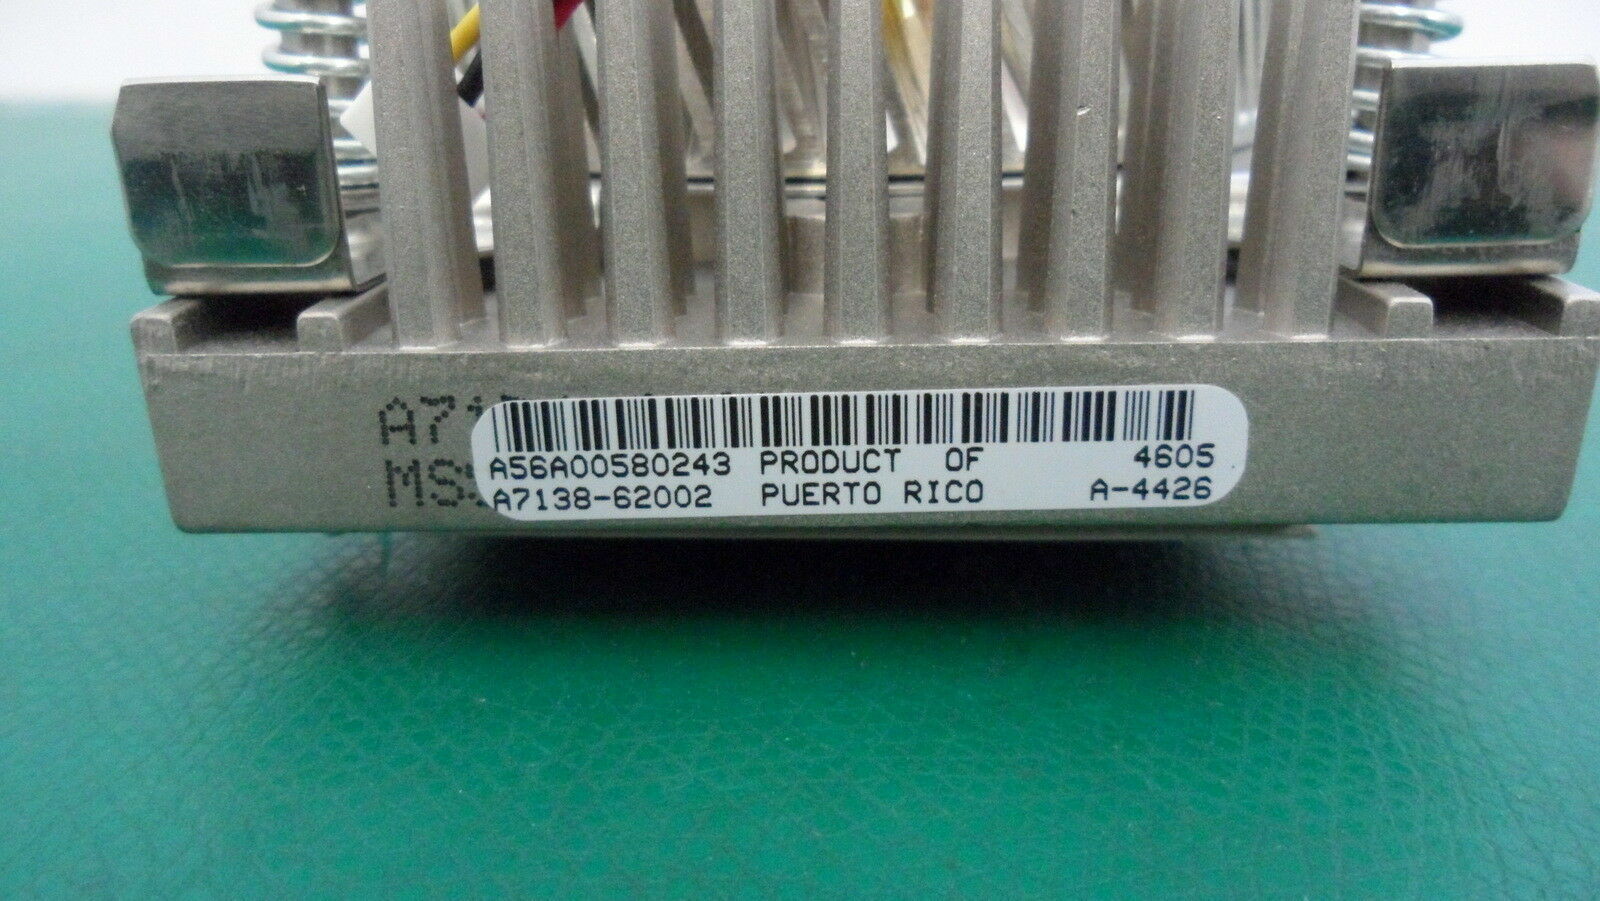 A56A00580243 PRODUCT OF 4605
A7138-62002 PUERTO RICO A-4426